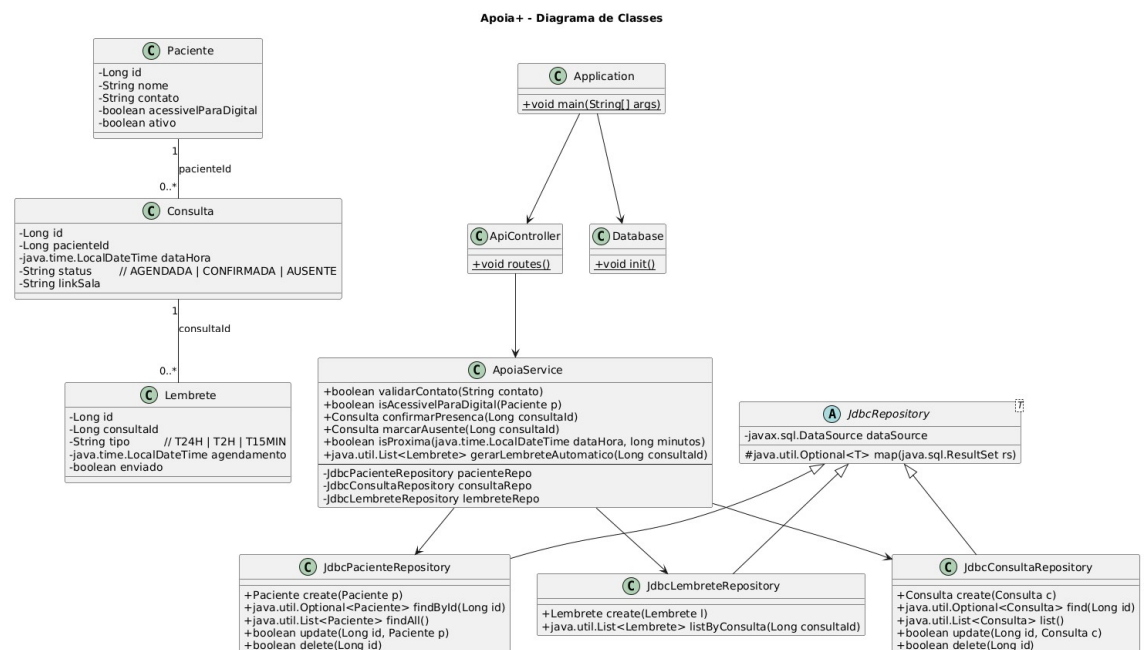 Apoia+ - Diagrama de Classes
C Paciente
-Long id
-String nome
-String contato
-boolean acessivelParaDigital
-boolean ativo
1
pacienteId
0..*
C Consulta
-Long id
-Long pacienteId
-java.time.LocalDateTime dataHora
-String status // AGENDADA | CONFIRMADA | AUSENTE
-String linkSala
1
consultaId
0..*
C Lembrete
-Long id
-Long consultaId
-String tipo // T24H | T2H | T15MIN
-java.time.LocalDateTime agendamento
-boolean enviado
C Application
+void main(String[] args)
C ApiController
+void routes()
C Database
+void init()
C ApoiaService
+boolean validarContato(String contato)
+boolean isAcessivelParaDigital(Paciente p)
+Consulta confirmarPresenca(Long consultaId)
+Consulta marcarAusente(Long consultaId)
+boolean isProxima(java.time.LocalDateTime dataHora, long minutos)
+java.util.List<Lembrete> gerarLembreteAutomatico(Long consultaId)
-JdbcPacienteRepository pacienteRepo
-JdbcConsultaRepository consultaRepo
-JdbcLembreteRepository lembreteRepo
A JdbcRepository
T
-javax.sql.DataSource dataSource
#java.util.Optional<T> map(java.sql.ResultSet rs)
C JdbcPacienteRepository
+Paciente create(Paciente p)
+java.util.Optional<Paciente> findById(Long id)
+java.util.List<Paciente> findAll()
+boolean update(Long id, Paciente p)
+boolean delete(Long id)
C JdbcLembreteRepository
+Lembrete create(Lembrete l)
+java.util.List<Lembrete> listByConsulta(Long consultaId)
C JdbcConsultaRepository
+Consulta create(Consulta c)
+java.util.Optional<Consulta> find(Long id)
+java.util.List<Consulta> list()
+boolean update(Long id, Consulta c)
+boolean delete(Long id)